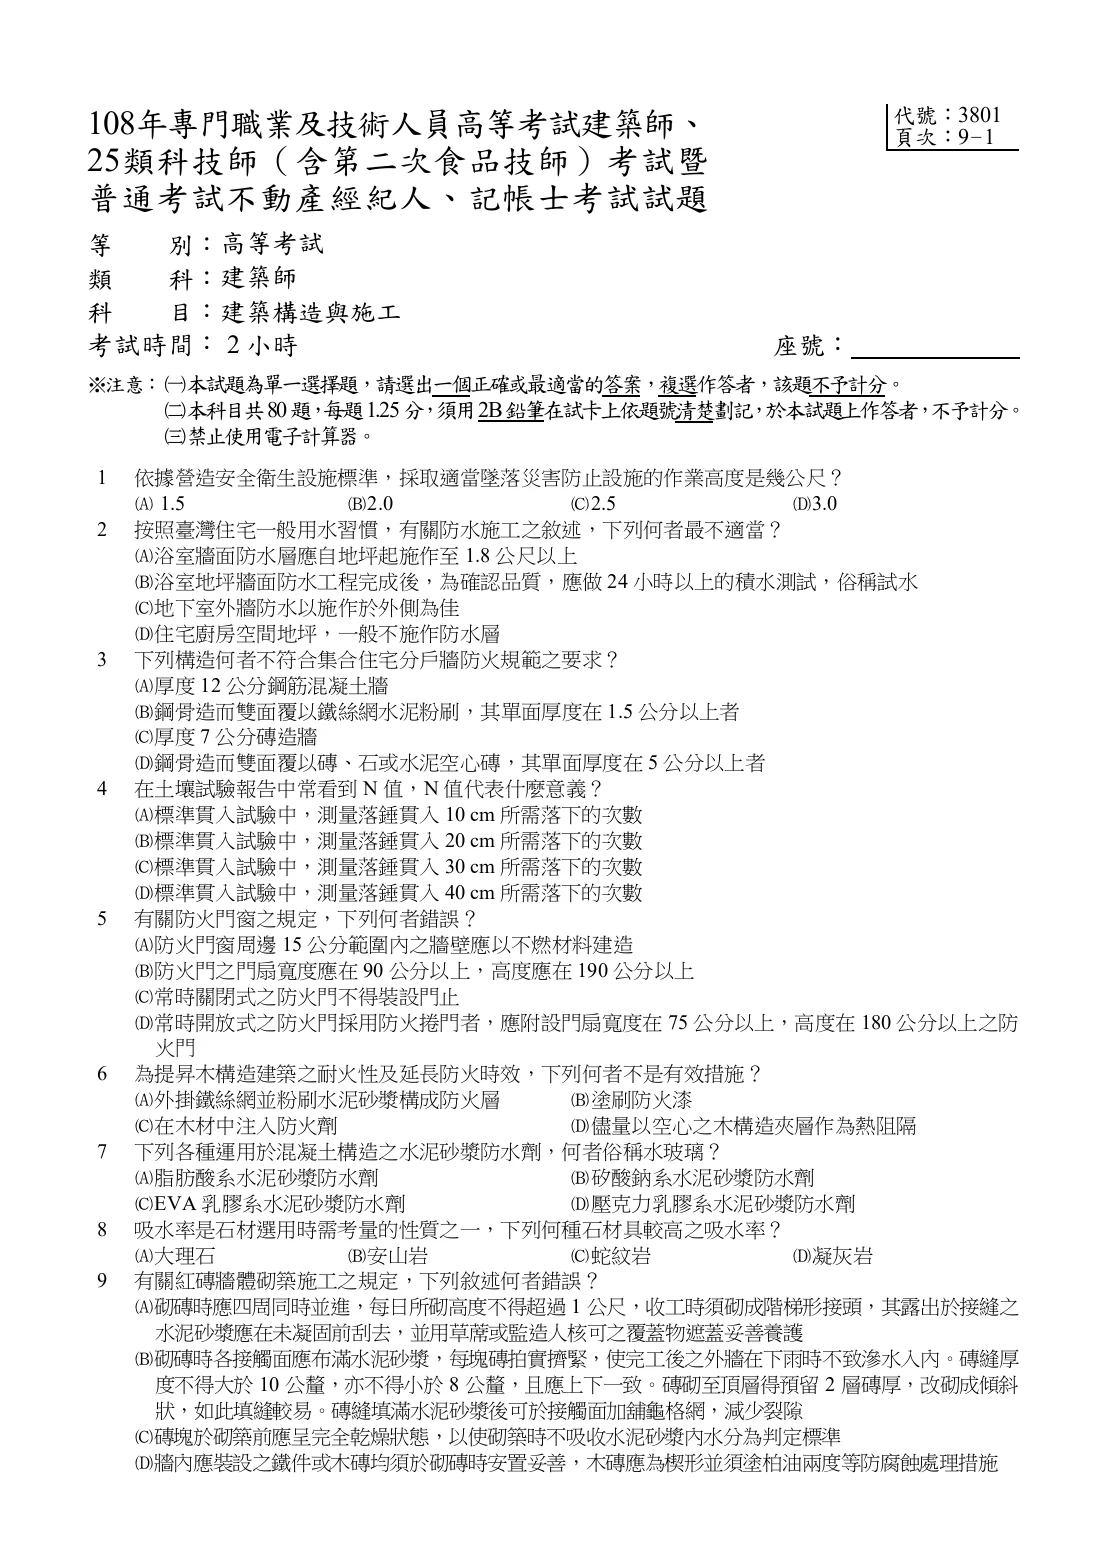 108年專門職業及技術人員高等考試建築師、
25類科技師（含第二次食品技師）考試暨
普通考試不動產經紀人、記帳士考試試題
代號：3801
頁次：9－1
等　　別：高等考試
類　　科：建築師
科　　目：建築構造與施工
考試時間：2 小時
座號：
※注意：㈠本試題為單一選擇題，請選出一個正確或最適當的答案，複選作答者，該題不予計分。
㈡本科目共 80 題，每題 1.25 分，須用 2B 鉛筆在試卡上依題號清楚劃記，於本試題上作答者，不予計分。
㈢禁止使用電子計算器。
1 依據營造安全衛生設施標準，採取適當墜落災害防止設施的作業高度是幾公尺？
(A) 1.5 (B)2.0 (C)2.5 (D)3.0
2 按照臺灣住宅一般用水習慣，有關防水施工之敘述，下列何者最不適當？
(A)浴室牆面防水層應自地坪起施作至 1.8 公尺以上
(B)浴室地坪牆面防水工程完成後，為確認品質，應做 24 小時以上的積水測試，俗稱試水
(C)地下室外牆防水以施作於外側為佳
(D)住宅廚房空間地坪，一般不施作防水層
3 下列構造何者不符合集合住宅分戶牆防火規範之要求？
(A)厚度 12 公分鋼筋混凝土牆
(B)鋼骨造而雙面覆以鐵絲網水泥粉刷，其單面厚度在 1.5 公分以上者
(C)厚度 7 公分磚造牆
(D)鋼骨造而雙面覆以磚、石或水泥空心磚，其單面厚度在 5 公分以上者
4 在土壤試驗報告中常看到 N 值，N 值代表什麼意義？
(A)標準貫入試驗中，測量落錘貫入 10 cm 所需落下的次數
(B)標準貫入試驗中，測量落錘貫入 20 cm 所需落下的次數
(C)標準貫入試驗中，測量落錘貫入 30 cm 所需落下的次數
(D)標準貫入試驗中，測量落錘貫入 40 cm 所需落下的次數
5 有關防火門窗之規定，下列何者錯誤？
(A)防火門窗周邊 15 公分範圍內之牆壁應以不燃材料建造
(B)防火門之門扇寬度應在 90 公分以上，高度應在 190 公分以上
(C)常時關閉式之防火門不得裝設門止
(D)常時開放式之防火門採用防火捲門者，應附設門扇寬度在 75 公分以上，高度在 180 公分以上之防
火門
6 為提昇木構造建築之耐火性及延長防火時效，下列何者不是有效措施？
(A)外掛鐵絲網並粉刷水泥砂漿構成防火層 (B)塗刷防火漆
(C)在木材中注入防火劑 (D)儘量以空心之木構造夾層作為熱阻隔
7 下列各種運用於混凝土構造之水泥砂漿防水劑，何者俗稱水玻璃？
(A)脂肪酸系水泥砂漿防水劑 (B)矽酸鈉系水泥砂漿防水劑
(C)EVA 乳膠系水泥砂漿防水劑 (D)壓克力乳膠系水泥砂漿防水劑
8 吸水率是石材選用時需考量的性質之一，下列何種石材具較高之吸水率？
(A)大理石 (B)安山岩 (C)蛇紋岩 (D)凝灰岩
9 有關紅磚牆體砌築施工之規定，下列敘述何者錯誤？
(A)砌磚時應四周同時並進，每日所砌高度不得超過 1 公尺，收工時須砌成階梯形接頭，其露出於接縫之
水泥砂漿應在未凝固前刮去，並用草蓆或監造人核可之覆蓋物遮蓋妥善養護
(B)砌磚時各接觸面應布滿水泥砂漿，每塊磚拍實擠緊，使完工後之外牆在下雨時不致滲水入內。磚縫厚
度不得大於 10 公釐，亦不得小於 8 公釐，且應上下一致。磚砌至頂層得預留 2 層磚厚，改砌成傾斜
狀，如此填縫較易。磚縫填滿水泥砂漿後可於接觸面加舖龜格網，減少裂隙
(C)磚塊於砌築前應呈完全乾燥狀態，以使砌築時不吸收水泥砂漿內水分為判定標準
(D)牆內應裝設之鐵件或木磚均須於砌磚時安置妥善，木磚應為楔形並須塗柏油兩度等防腐蝕處理措施